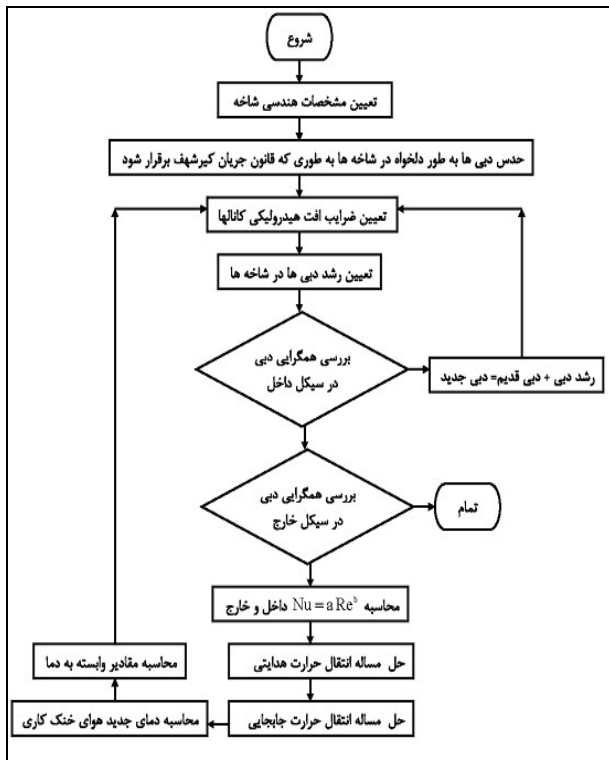 شروع
تعیین مشخصات هندسی شاخه
حدس دبی ها به طور دلخواه در شاخه ها به طوری که قانون جریان کیرشهف برقرار شود
تعیین ضرایب افت هیدرولیکی کانالها
تعیین رشد دبی ها در شاخه ها
بررسی همگرایی دبی
در سیکل داخل
رشد دبی + دبی قدیم= دبی جدید
بررسی همگرایی دبی
در سیکل خارج
تمام
محاسبه Nu = a Reᵇ داخل و خارج
حل مساله انتقال حرارت هدایتی
محاسبه مقادیر وابسته به دما
حل مساله انتقال حرارت جابجایی
محاسبه دمای جدید هوای خنک کاری